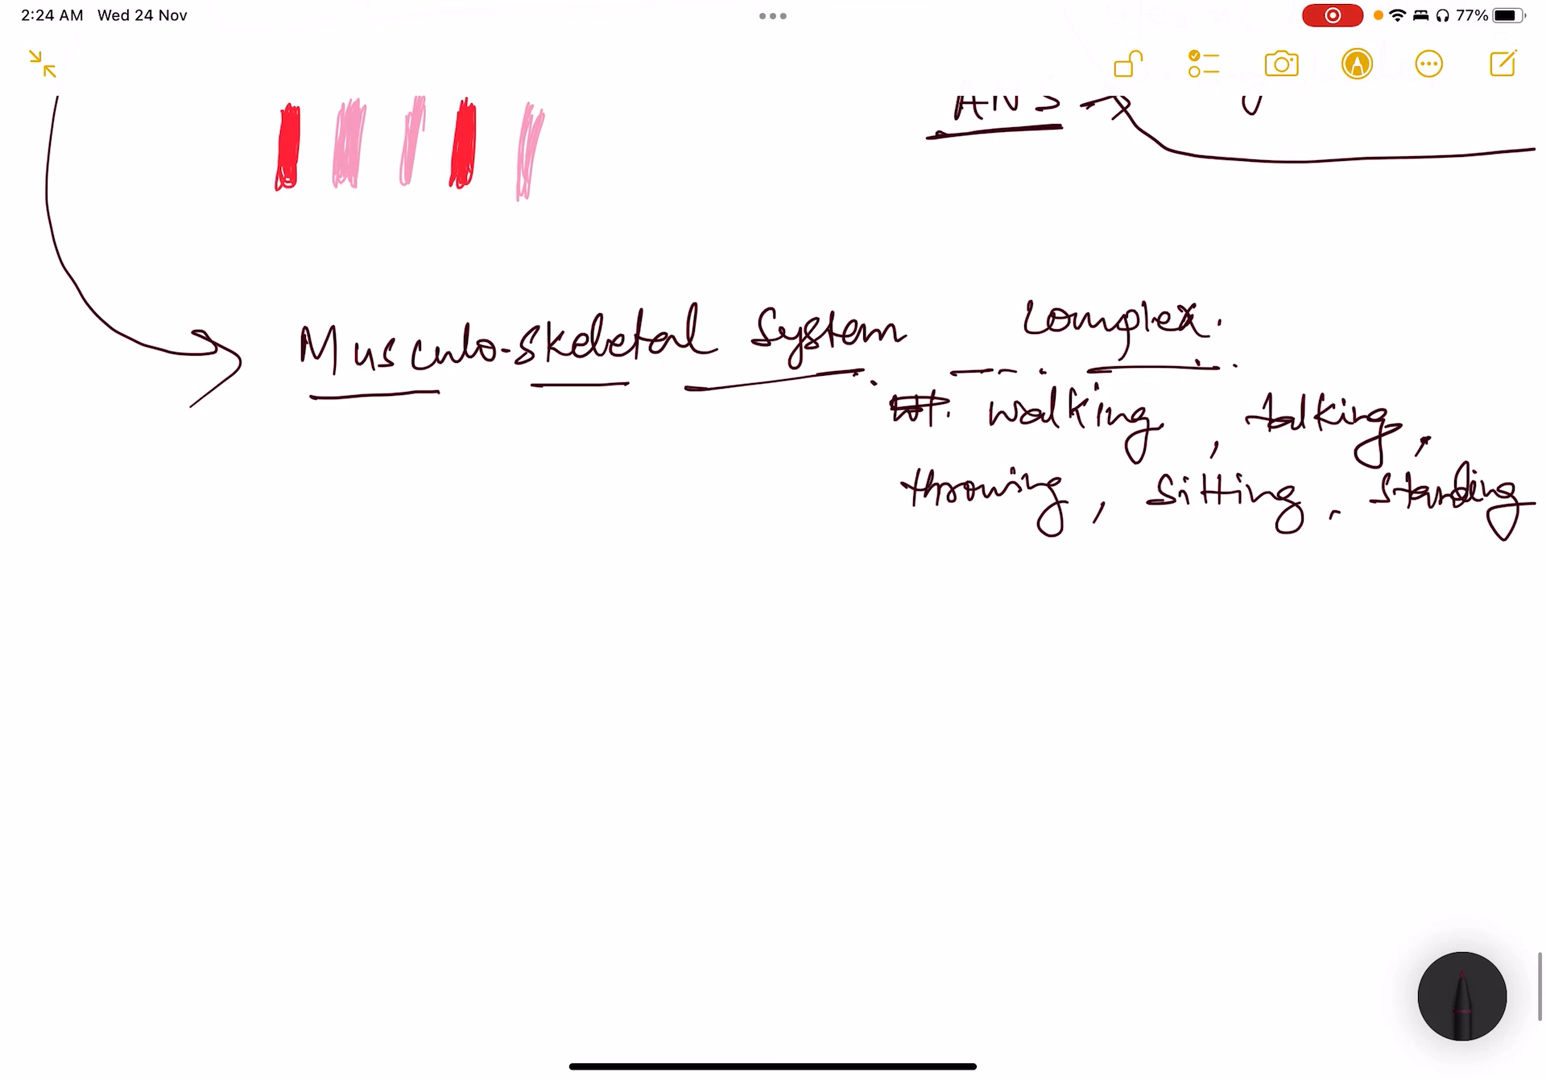 2:24 AM Wed 24 Nov 77%
ANS
Musculo-skeletal System Complex.
walking, talking,
throwing, Sitting, Standing